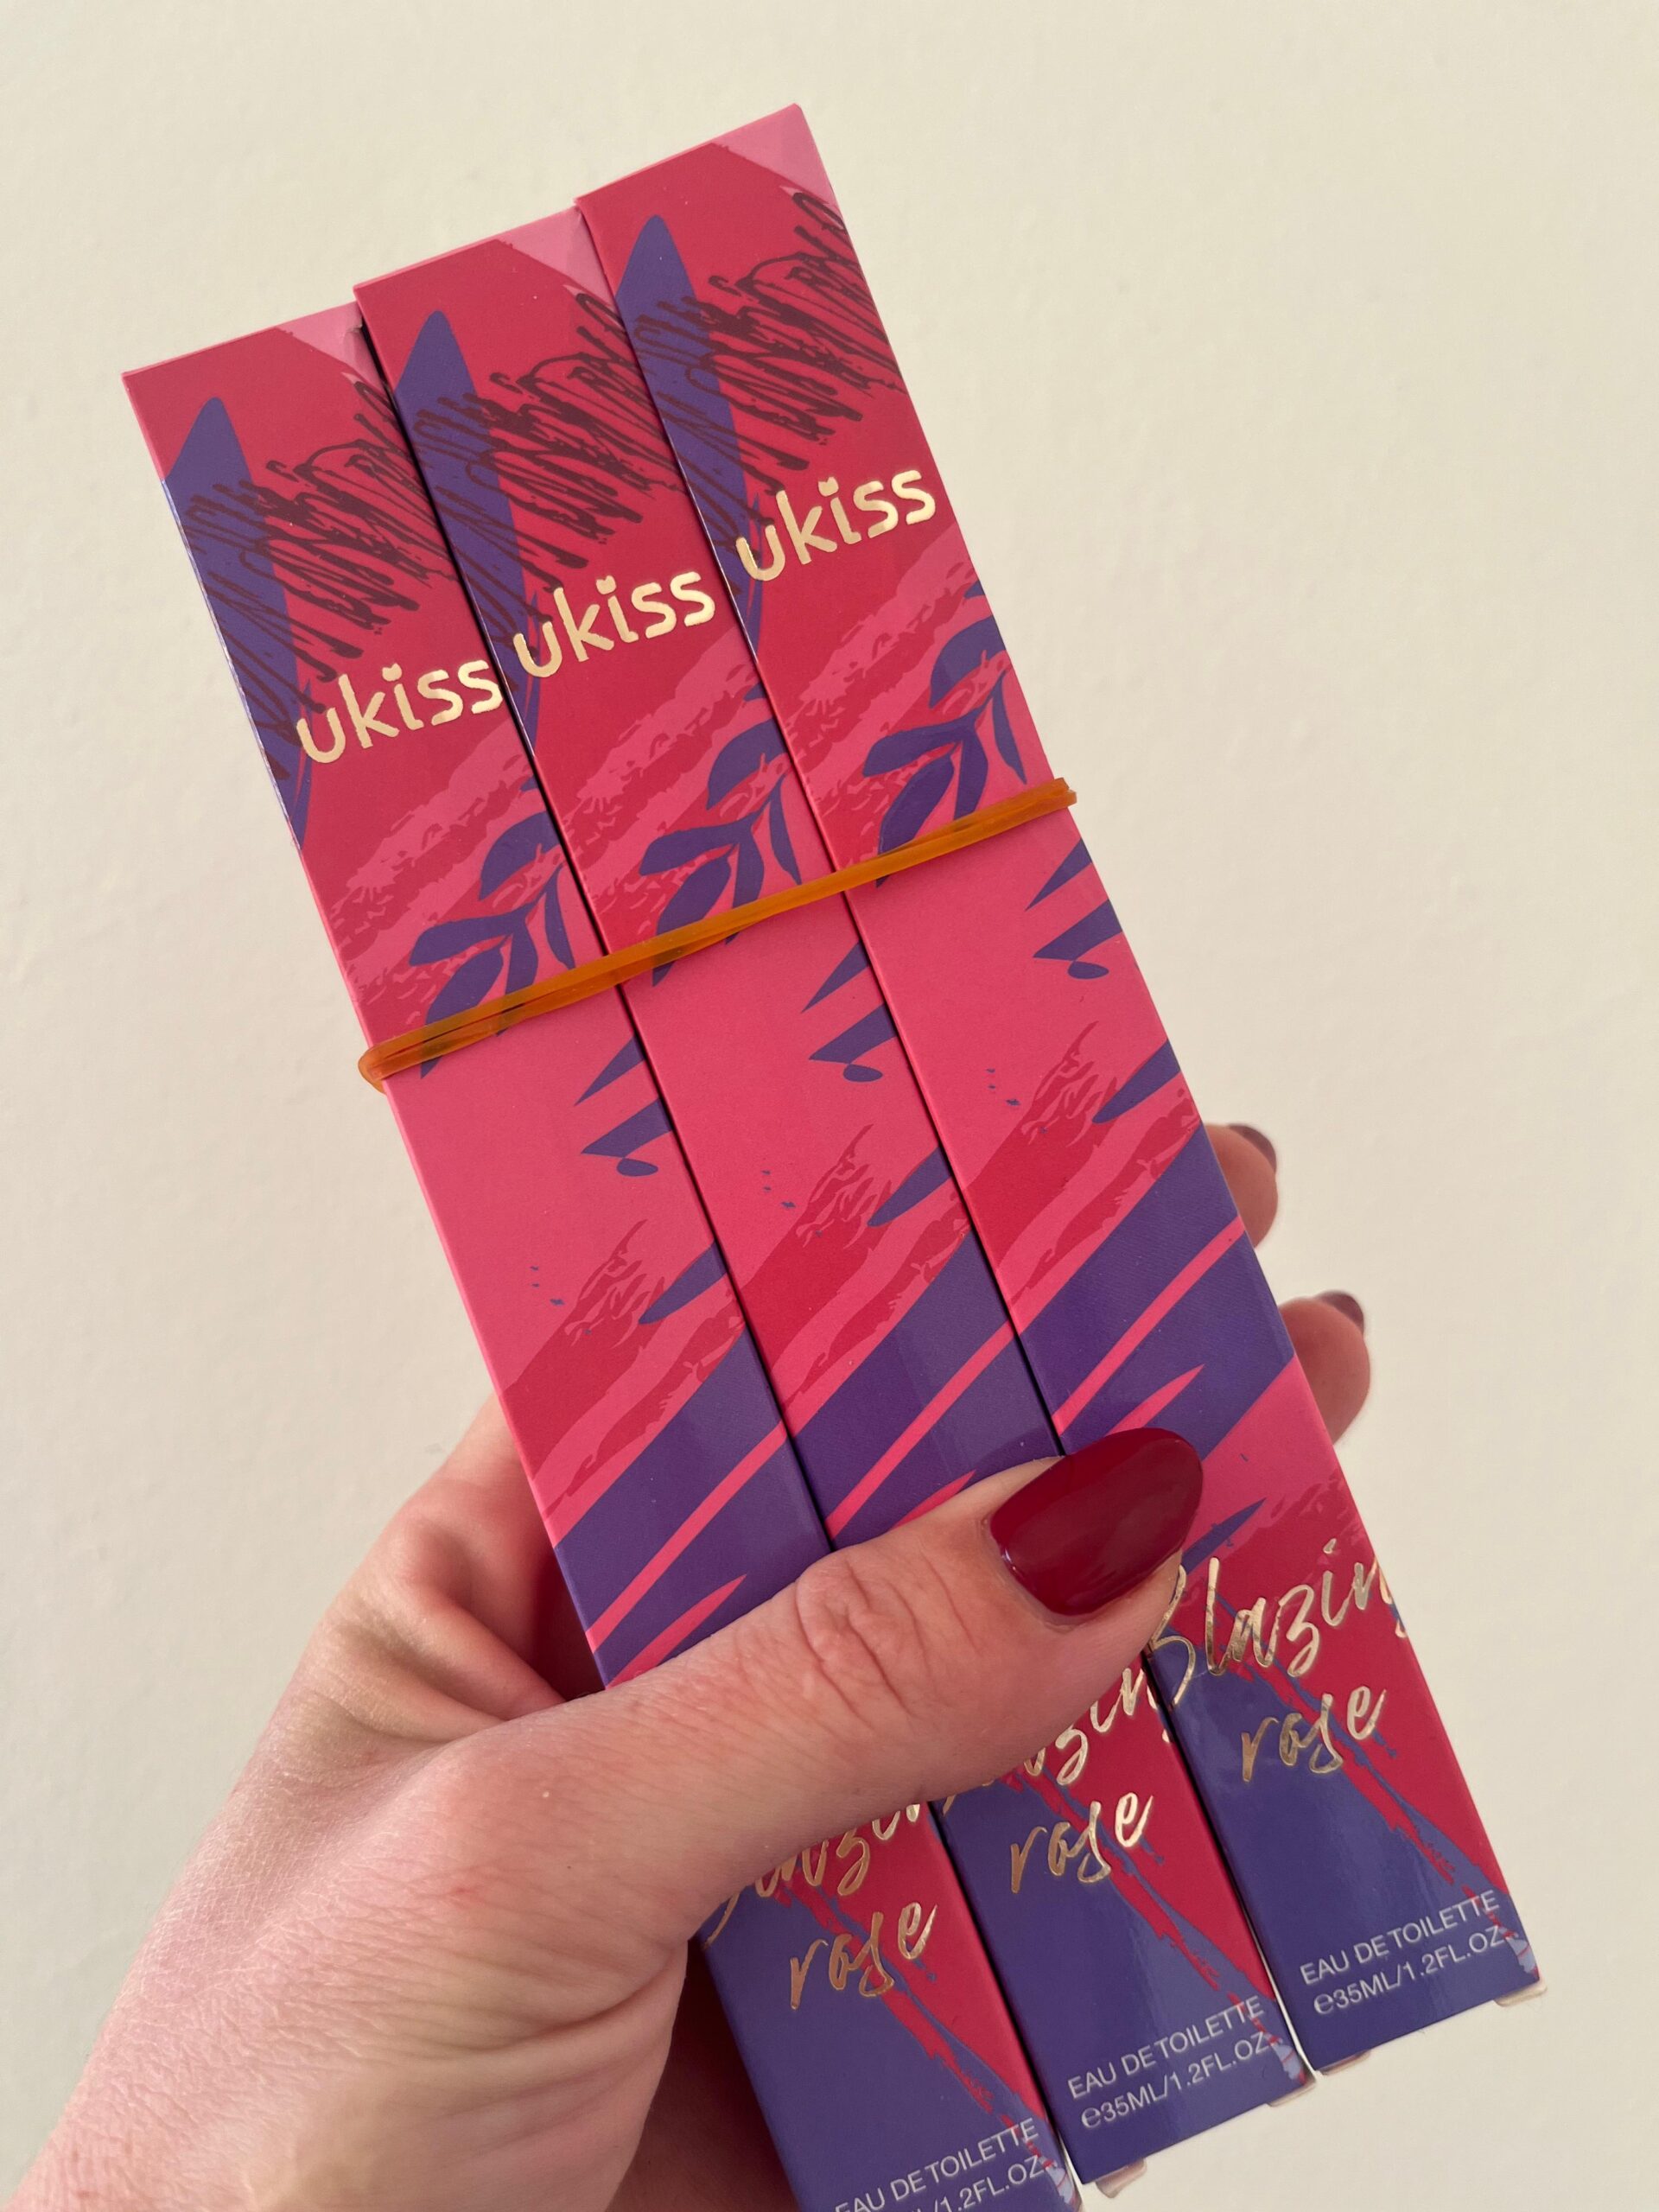 ukiss
ukiss
ukiss
Blazing
rose
EAU DE TOILETTE
℮35ML/1.2FL.OZ.
rose
EAU DE TOILETTE
℮35ML/1.2FL.OZ.
rose
EAU DE TOILETTE
/1.2FL.OZ.